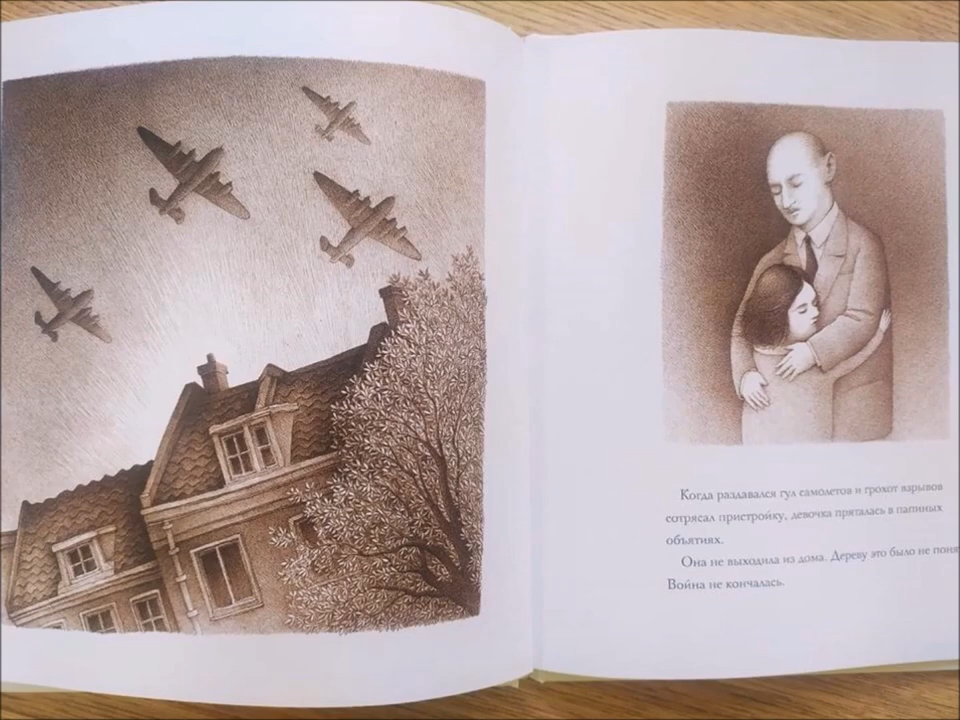 Когда раздавался гул самолетов и грохот взрывов
сотрясал пристройку, девочка пряталась в папиных
объятиях.
Она не выходила из дома. Дереву это было не
Война не кончалась.